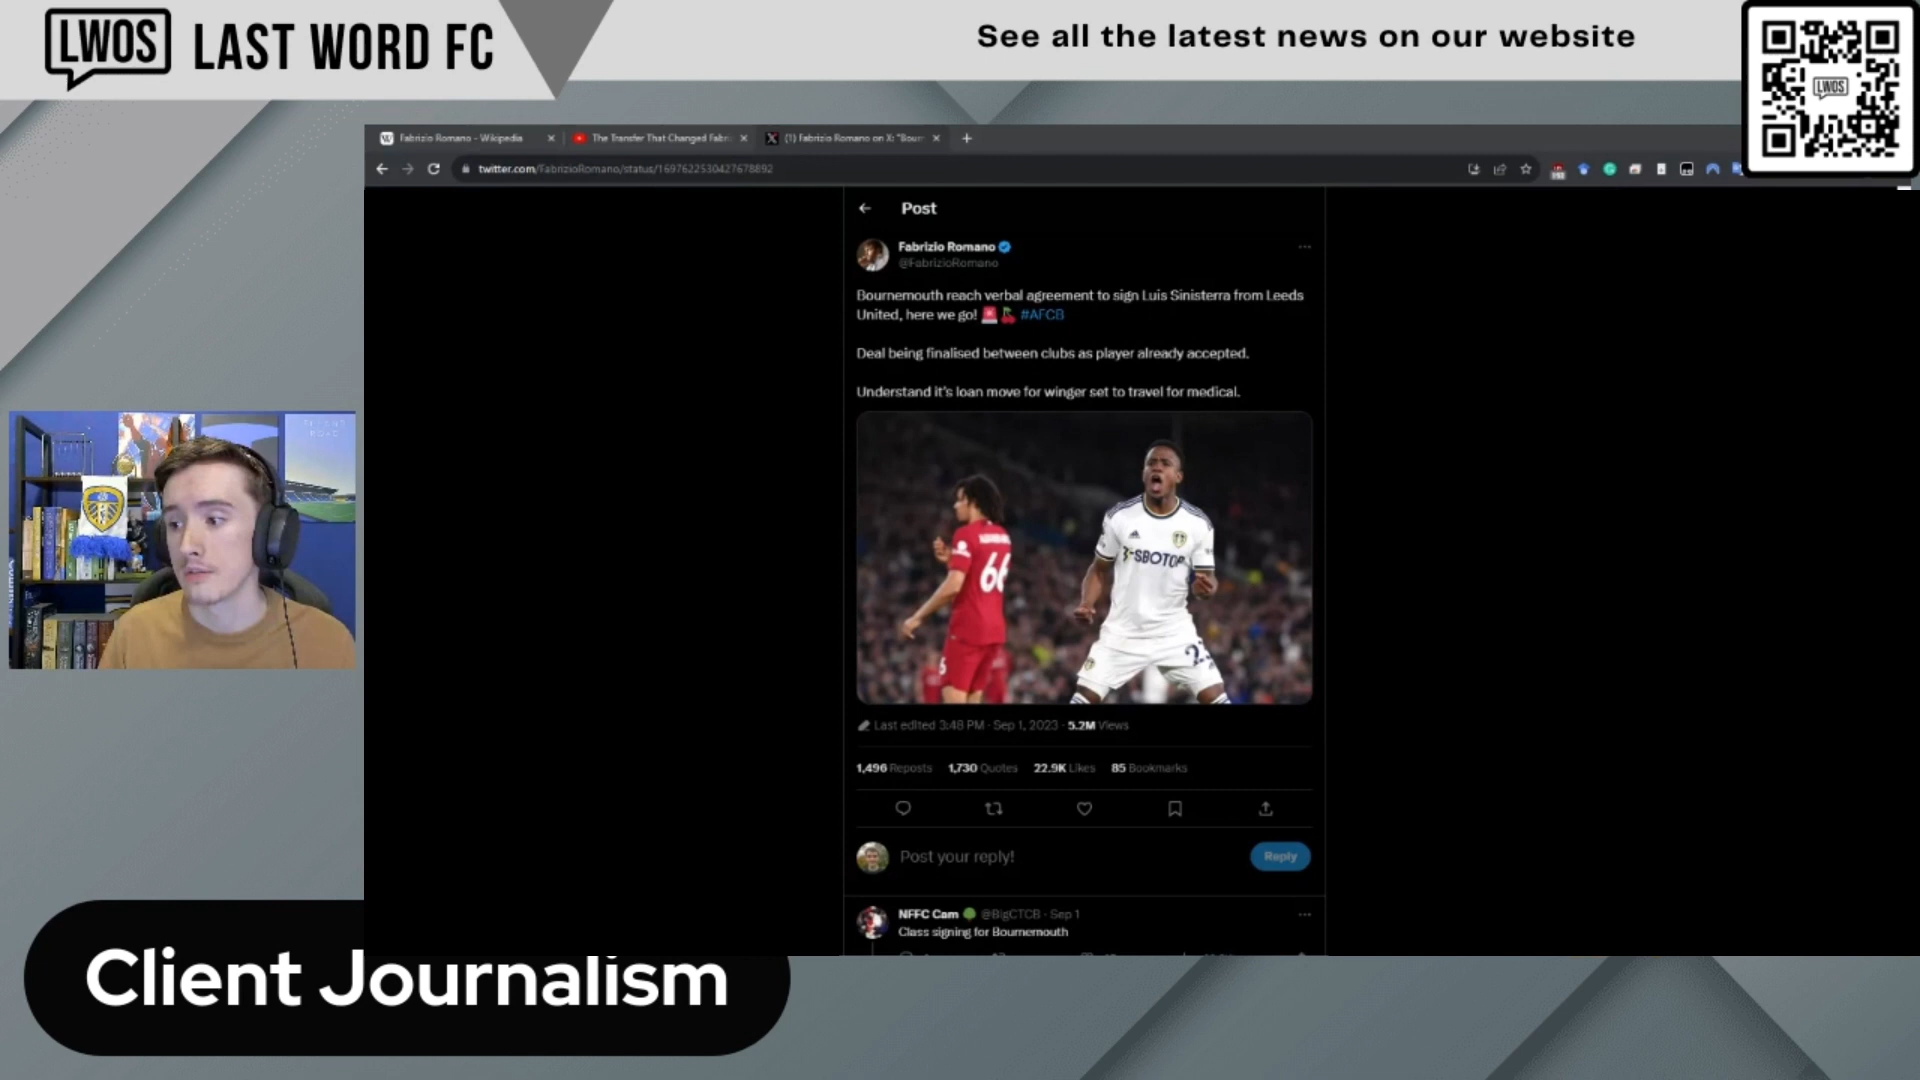 LWOS
LAST WORD FC
See all the latest news on our website
LWOS
Fabrizio Romano - Wikipedia
The Transfer That Changed Fabri
(1) Fabrizio Romano on X: "Bour
twitter.com/FabrizioRomano/status/1697622530427678892
Post
Fabrizio Romano
@FabrizioRomano
Bournemouth reach verbal agreement to sign Luis Sinisterra from Leeds
United, here we go! 🚨🍒 #AFCB
Deal being finalised between clubs as player already accepted.
Understand it's loan move for winger set to travel for medical.
66
SBOTOP
Last edited 3:48 PM · Sep 1, 2023 · 5.2M Views
1,496 Reposts 1,730 Quotes 22.9K Likes 85 Bookmarks
Post your reply!
Reply
NFFC Cam @BigCTCB · Sep 1
Class signing for Bournemouth
Client Journalism